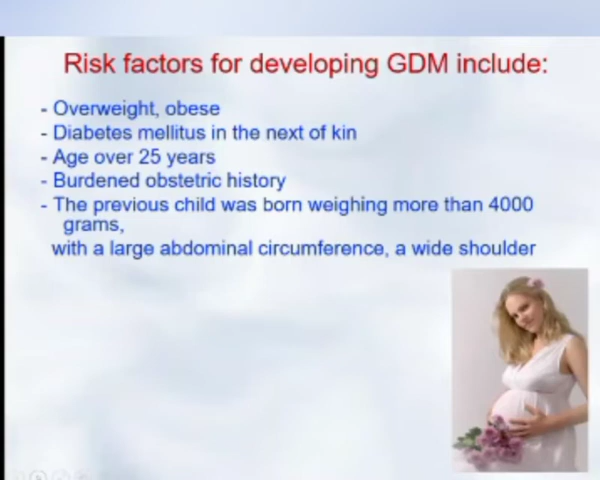 Risk factors for developing GDM include:
- Overweight, obese
- Diabetes mellitus in the next of kin
- Age over 25 years
- Burdened obstetric history
- The previous child was born weighing more than 4000
grams,
with a large abdominal circumference, a wide shoulder